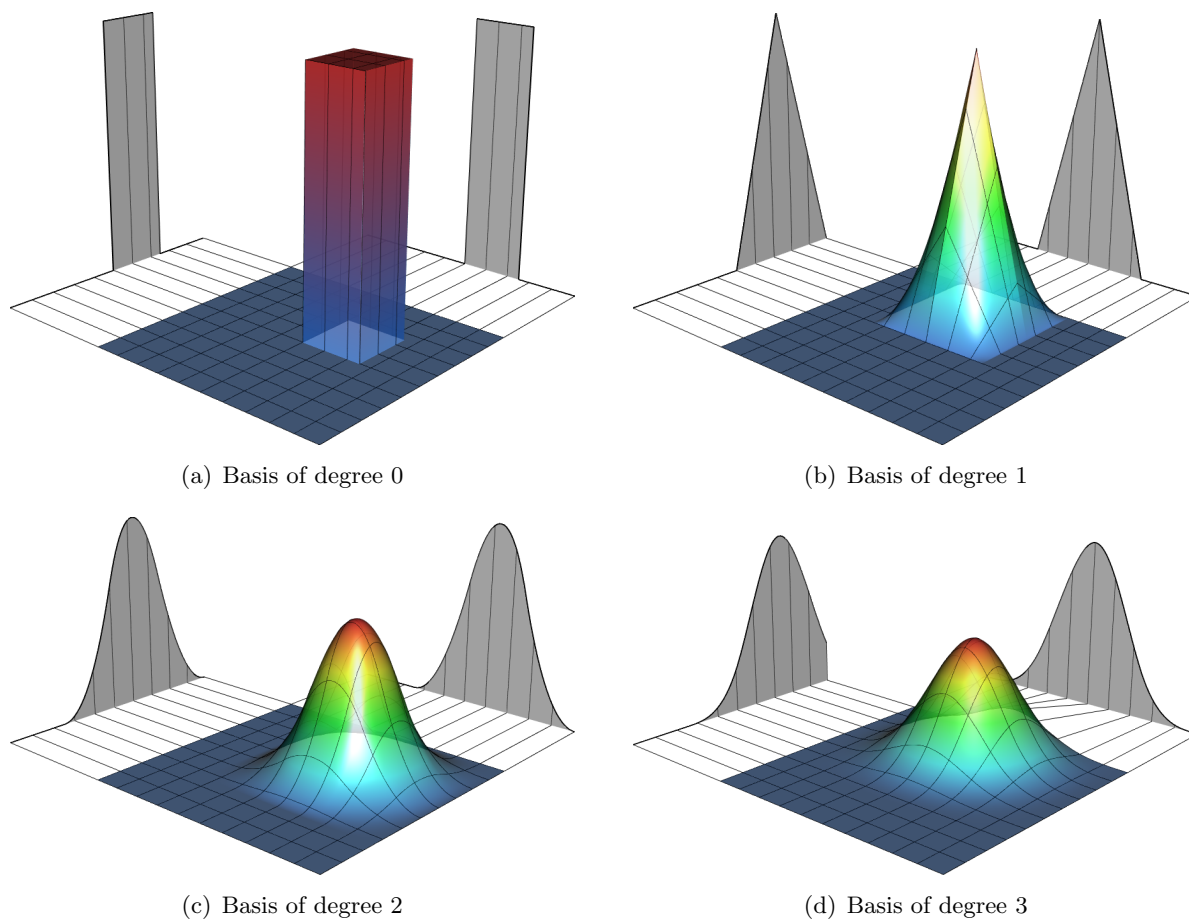 (a) Basis of degree 0
(b) Basis of degree 1
(c) Basis of degree 2
(d) Basis of degree 3